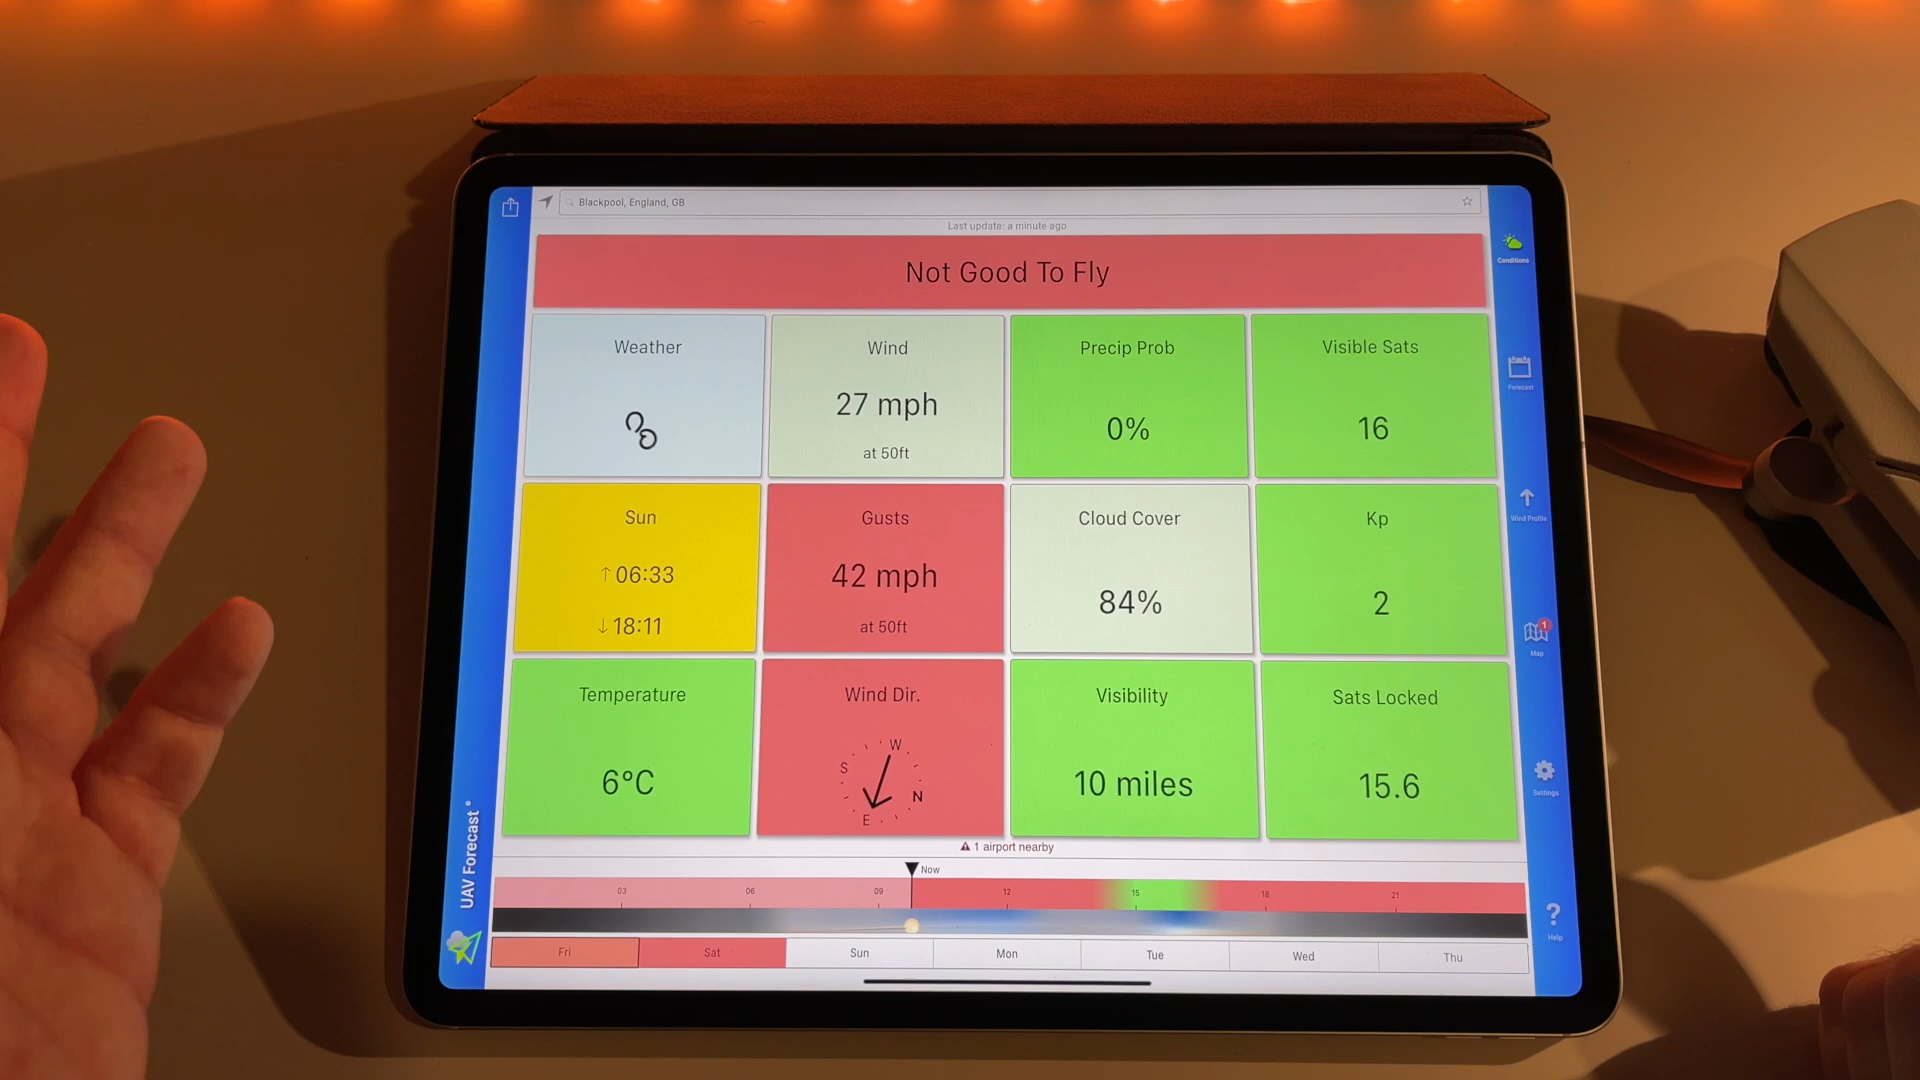 Blackpool, England, GB
Last update: a minute ago
Not Good To Fly
Weather
Wind
27 mph
at 50ft
Precip Prob
0%
Visible Sats
16
Sun
↑06:33
↓18:11
Gusts
42 mph
at 50ft
Cloud Cover
84%
Kp
2
Temperature
6°C
Wind Dir.
W
S
N
E
Visibility
10 miles
Sats Locked
15.6
1 airport nearby
Now
03 06 09 12 15 18 21
Fri Sat Sun Mon Tue Wed Thu
Conditions
Forecast
Wind Profile
1
Map
Settings
?
Help
UAV Forecast